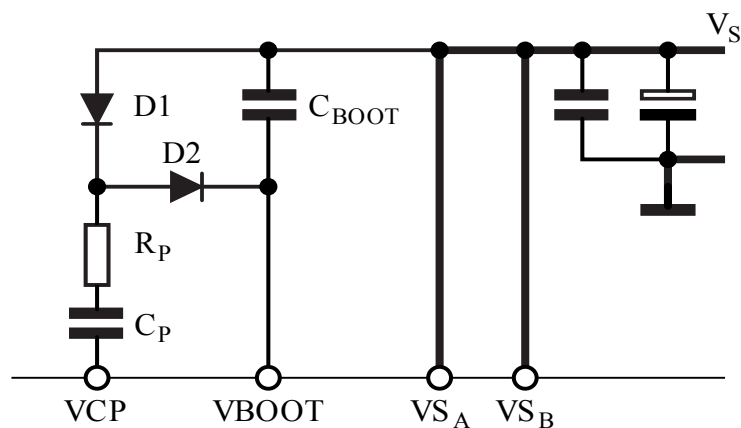 V_S
D1
C_BOOT
D2
R_P
C_P
VCP VBOOT VS_A VS_B